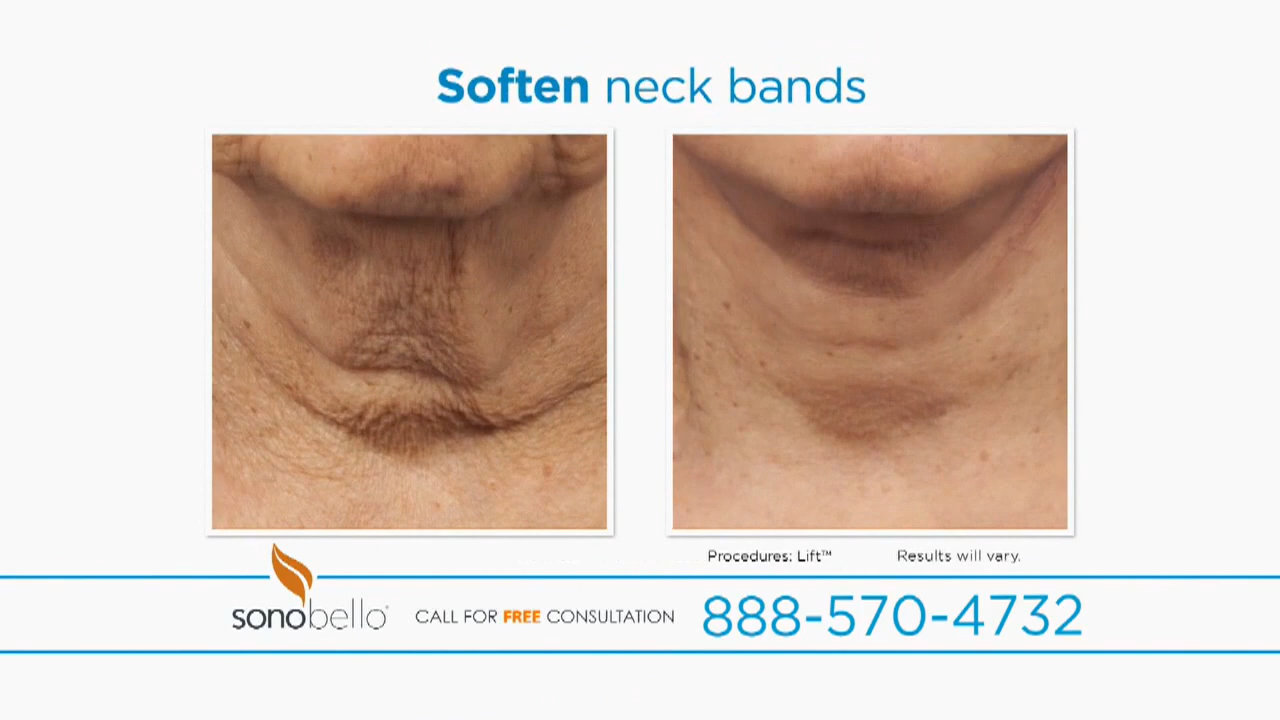 Soften neck bands
Procedures: Lift™ Results will vary.
sonobello CALL FOR FREE CONSULTATION 888-570-4732